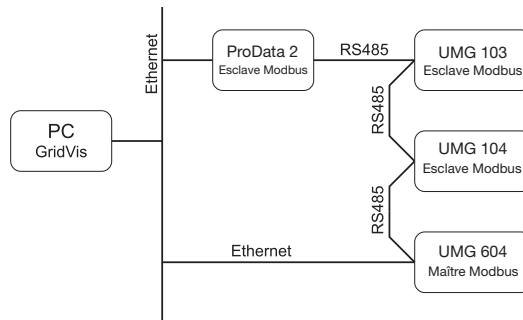 Ethernet
ProData 2
Esclave Modbus
RS485
UMG 103
Esclave Modbus
RS485
PC
GridVis
UMG 104
Esclave Modbus
RS485
Ethernet
UMG 604
Maître Modbus